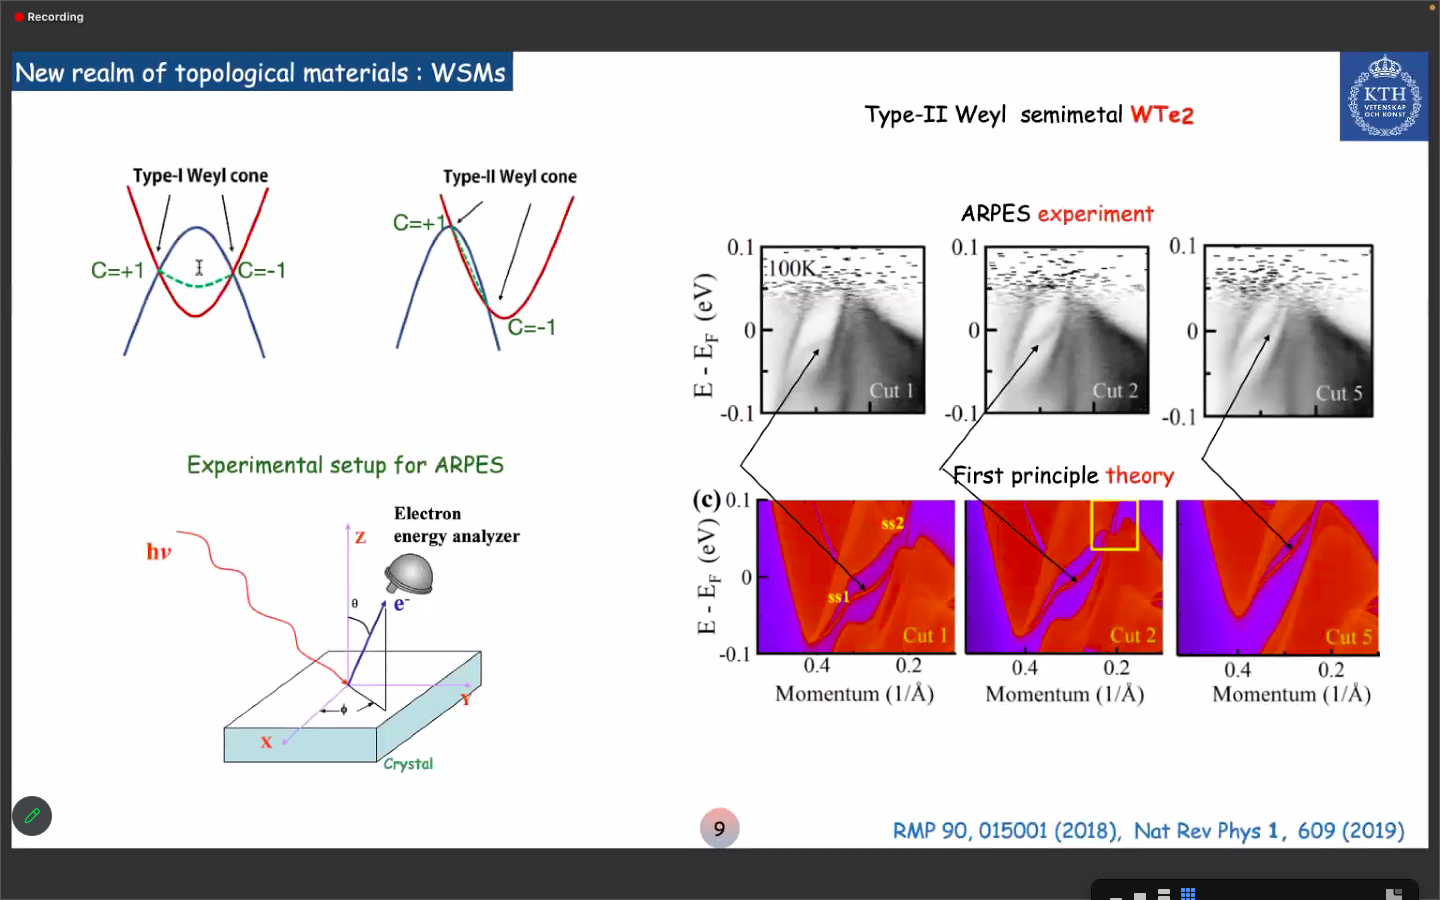 Recording
New realm of topological materials : WSMs
KTH
VETENSKAP
OCH KONST
Type-II Weyl semimetal WTe2
Type-I Weyl cone
C=+1
C=-1
Type-II Weyl cone
C=+1
C=-1
ARPES experiment
E - E_F (eV)
0.1
0
-0.1
100K
Cut 1
0.1
0
-0.1
Cut 2
0.1
0
-0.1
Cut 5
Experimental setup for ARPES
hν
Z
Electron
energy analyzer
θ
e-
Y
ϕ
X
Crystal
First principle theory
(c)
E - E_F (eV)
0.1
0
-0.1
ss2
ss1
Cut 1
Cut 2
Cut 5
0.4 0.2
0.4 0.2
0.4 0.2
Momentum (1/Å)
Momentum (1/Å)
Momentum (1/Å)
9
RMP 90, 015001 (2018), Nat Rev Phys 1, 609 (2019)